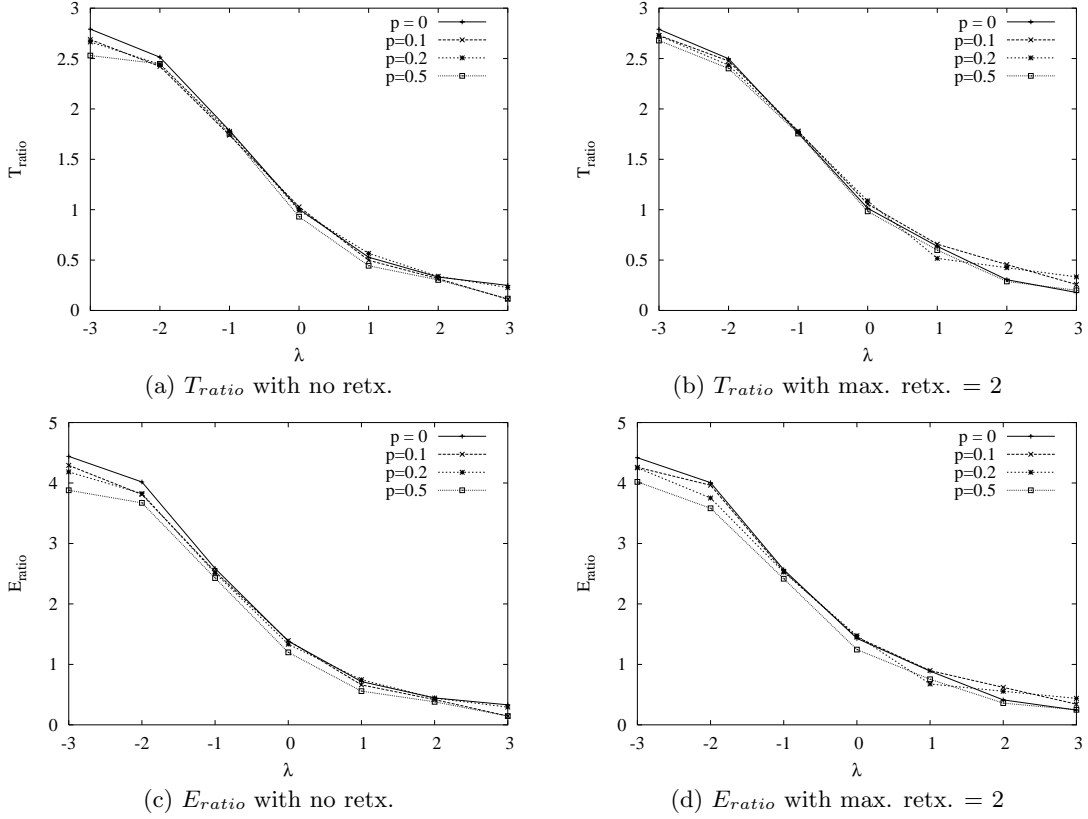 3
2.5
2
1.5
1
0.5
0
T_ratio
-3 -2 -1 0 1 2 3
λ
p = 0
p=0.1
p=0.2
p=0.5
(a) T_ratio with no retx.
3
2.5
2
1.5
1
0.5
0
T_ratio
-3 -2 -1 0 1 2 3
λ
p = 0
p=0.1
p=0.2
p=0.5
(b) T_ratio with max. retx. = 2
5
4
3
2
1
0
E_ratio
-3 -2 -1 0 1 2 3
λ
p = 0
p=0.1
p=0.2
p=0.5
(c) E_ratio with no retx.
5
4
3
2
1
0
E_ratio
-3 -2 -1 0 1 2 3
λ
p = 0
p=0.1
p=0.2
p=0.5
(d) E_ratio with max. retx. = 2